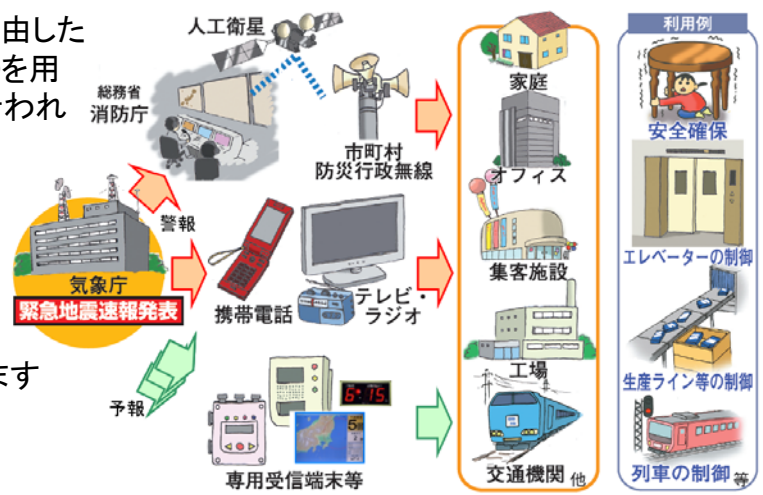 由した
を用
われ
ます
人工衛星
総務省
消防庁
市町村
防災行政無線
警報
気象庁
緊急地震速報発表
予報
携帯電話
テレビ・
ラジオ
6:15
5強
専用受信端末等
家庭
オフィス
集客施設
工場
交通機関 他
利用例
安全確保
エレベーターの制御
生産ライン等の制御
列車の制御 等